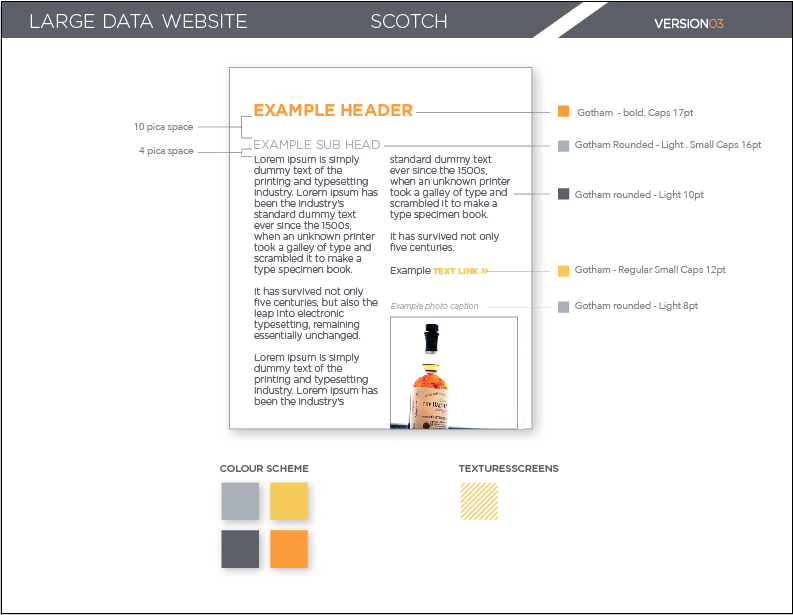 LARGE DATA WEBSITE
SCOTCH
VERSION03
EXAMPLE HEADER
Gotham - bold. Caps 17pt
10 pica space
EXAMPLE SUB HEAD
Gotham Rounded - Light . Small Caps 16pt
4 pica space
Lorem Ipsum is simply
dummy text of the
printing and typesetting
industry. Lorem Ipsum has
been the industry's
standard dummy text
ever since the 1500s,
when an unknown printer
took a galley of type and
scrambled it to make a
type specimen book.
It has survived not only
five centuries, but also the
leap into electronic
typesetting, remaining
essentially unchanged.
Lorem Ipsum is simply
dummy text of the
printing and typesetting
industry. Lorem Ipsum has
been the industry's
standard dummy text
ever since the 1500s,
when an unknown printer
took a galley of type and
scrambled it to make a
type specimen book.
It has survived not only
five centuries.
Example TEXT LINK »
Example photo caption
Gotham rounded - Light 10pt
Gotham - Regular Small Caps 12pt
Gotham rounded - Light 8pt
COLOUR SCHEME
TEXTURESSCREENS